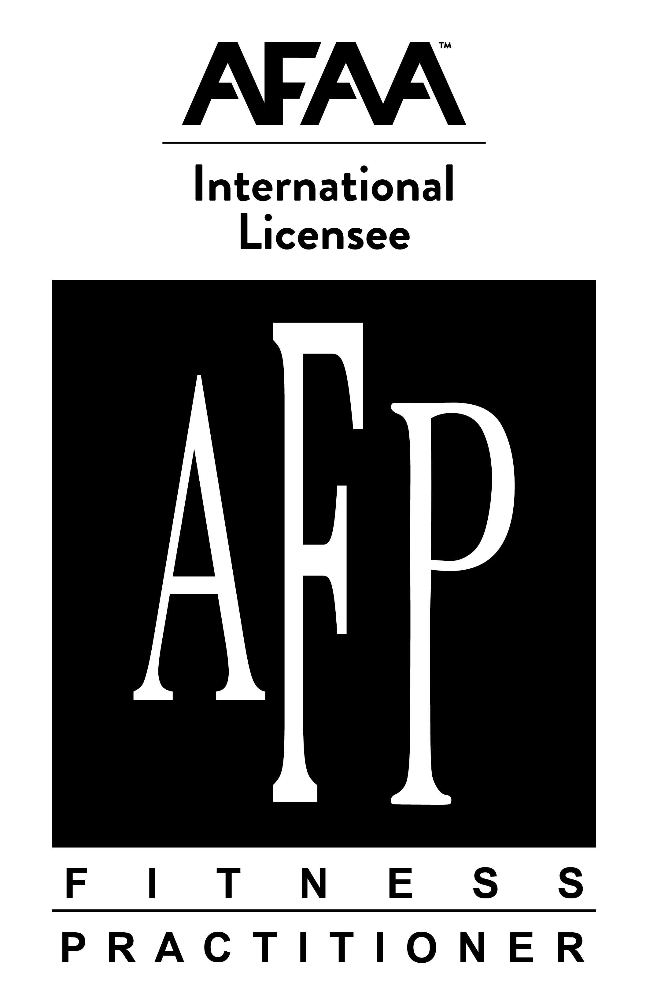 AFAA™
International
Licensee
AFP
FITNESS
PRACTITIONER